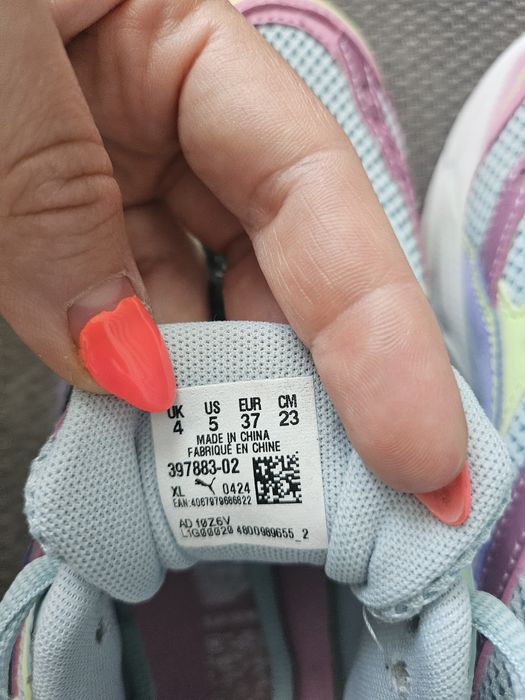 UK US EUR CM
4 5 37 23
MADE IN CHINA
FABRIQUÉ EN CHINE
397883-02
XL 0424
EAN:4067979686822
AD 10Z6V
L1G00020 4800989655_2